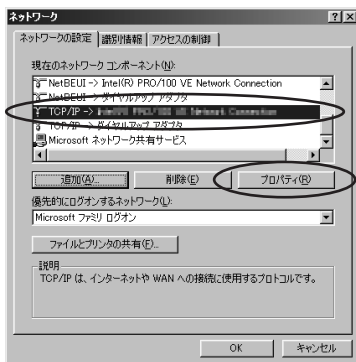 ネットワーク
ネットワークの設定 識別情報 アクセスの制御
現在のネットワーク コンポーネント(N):
NetBEUI -> Intel(R) PRO/100 VE Network Connection
NetBEUI -> ダイヤルアップ アダプタ
TCP/IP ->
TCP/IP -> ダイヤルアップ アダプタ
Microsoft ネットワーク共有サービス
追加(A)... 削除(E) プロパティ(R)
優先的にログオンするネットワーク(L):
Microsoft ファミリ ログオン
ファイルとプリンタの共有(F)...
説明
TCP/IP は、インターネットや WAN への接続に使用するプロトコルです。
OK キャンセル